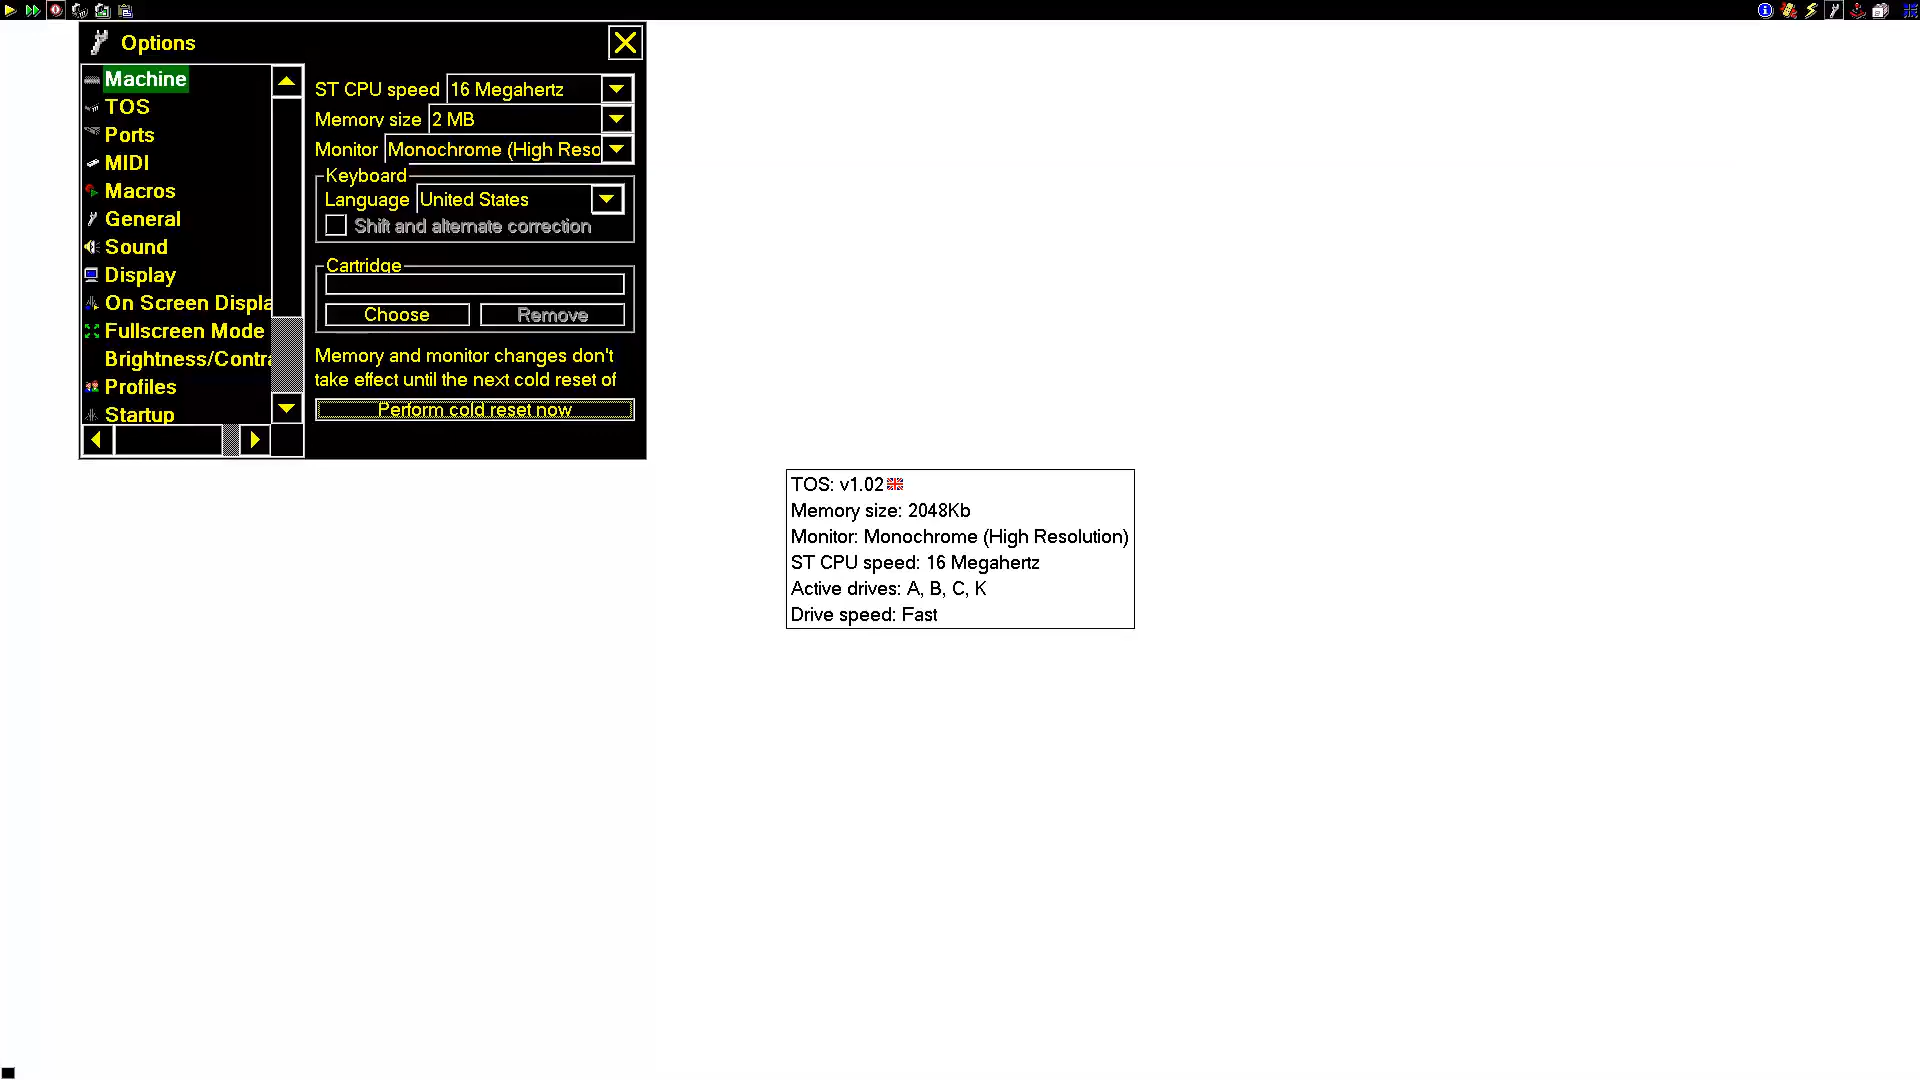 Options
Machine
TOS
Ports
MIDI
Macros
General
Sound
Display
On Screen Displa
Fullscreen Mode
Brightness/Contra
Profiles
Startup
ST CPU speed 16 Megahertz
Memory size 2 MB
Monitor Monochrome (High Reso
Keyboard
Language United States
Shift and alternate correction
Cartridge
Choose Remove
Memory and monitor changes don't
take effect until the next cold reset of
Perform cold reset now
TOS: v1.02
Memory size: 2048Kb
Monitor: Monochrome (High Resolution)
ST CPU speed: 16 Megahertz
Active drives: A, B, C, K
Drive speed: Fast